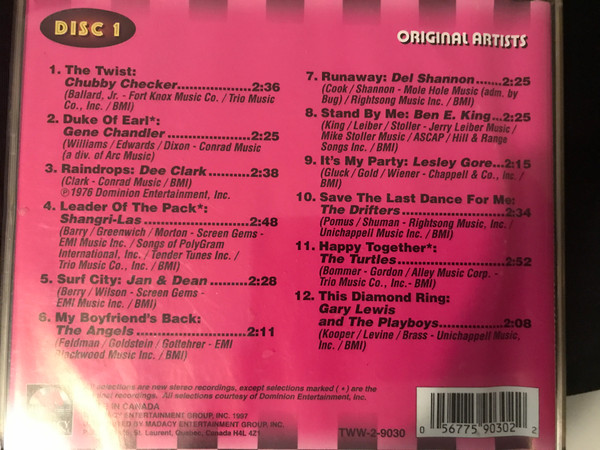 DISC 1
ORIGINAL ARTISTS
1. The Twist:
Chubby Checker....................2:36
(Ballard, Jr. - Fort Knox Music Co. / Trio Music
Co., Inc. / BMI)
2. Duke Of Earl*:
Gene Chandler ....................2:25
(Williams / Edwards / Dixon - Conrad Music
(a div. of Arc Music)
3. Raindrops: Dee Clark..........2:38
(Clark - Conrad Music / BMI)
℗1976 Dominion Entertainment, Inc.
4. Leader Of The Pack*:
Shangri-Las ........................2:48
(Barry / Greenwich / Morton - Screen Gems -
EMI Music Inc. / Songs of PolyGram
International, Inc. / Tender Tunes Inc. /
Trio Music Co., Inc. / BMI)
5. Surf City: Jan & Dean ........2:28
(Berry / Wilson - Screen Gems -
EMI Music Inc./BMI)
6. My Boyfriend's Back:
The Angels..........................2:11
(Feldman / Goldstein / Gottehrer - EMI
Blackwood Music Inc. / BMI)
7. Runaway: Del Shannon........2:25
(Cook / Shannon - Mole Hole Music (adm. by
Bug) / Rightsong Music Inc. / BMI)
8. Stand By Me: Ben E. King...2:25
(King / Leiber / Stoller - Jerry Leiber Music /
Mike Stoller Music / ASCAP / Hill & Range
Songs Inc. / BMI)
9. It's My Party: Lesley Gore...2:15
(Gluck / Gold / Wiener - Chappell & Co., Inc. /
BMI)
10. Save The Last Dance For Me:
The Drifters..........................2:34
(Pomus / Shuman - Rightsong Music, Inc. /
Unichappell Music Inc. / BMI)
11. Happy Together*:
The Turtles..........................2:52
(Bommer - Gordon / Alley Music Corp. -
Trio Music Co. Inc. / BMI)
12. This Diamond Ring:
Gary Lewis
and The Playboys................2:08
(Kooper / Levine / Brass - Unichappell Music,
Inc. / BMI)
selections are new stereo recordings, except selections marked (*) are the
recordings. All selections courtesy of Dominion Entertainment, Inc.
IN CANADA
ENTERTAINMENT GROUP, INC. 1997
BY MADACY ENTERTAINMENT GROUP, INC.
St. Laurent, Quebec, Canada H4L 4Z1
TWW-2-9030
0 56775 90302 2